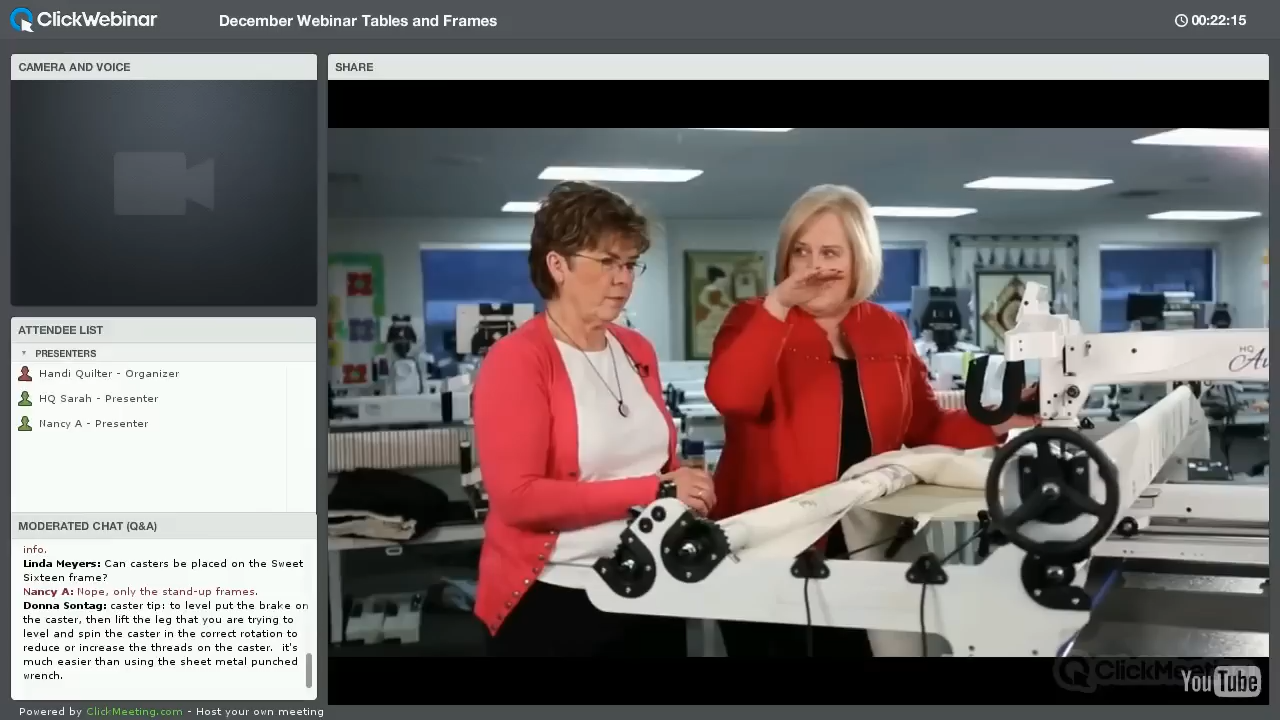 ClickWebinar
December Webinar Tables and Frames
00:22:15
CAMERA AND VOICE
SHARE
ATTENDEE LIST
PRESENTERS
Handi Quilter - Organizer
HQ Sarah - Presenter
Nancy A - Presenter
MODERATED CHAT (Q&A)
info.
Linda Meyers: Can casters be placed on the Sweet
Sixteen frame?
Nancy A: Nope, only the stand-up frames.
Donna Sontag: caster tip: to level put the brake on
the caster, then lift the leg that you are trying to
level and spin the caster in the correct rotation to
reduce or increase the threads on the caster.  it's
much easier than using the sheet metal punched
wrench.
HQ
ClickMeeting
YouTube
Powered by ClickMeeting.com - Host your own meeting